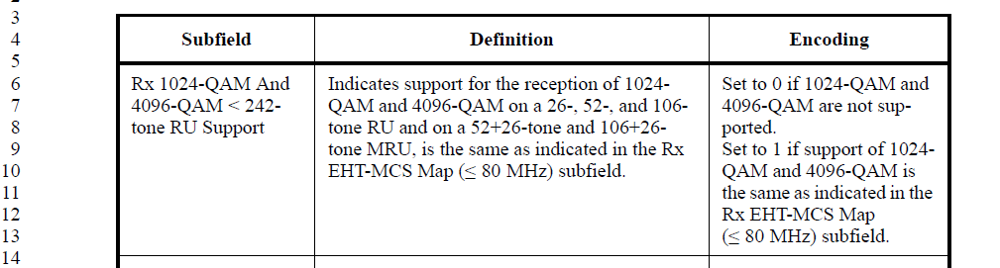 3
4
5
6
7
8
9
10
11
12
13
14
Subfield
Definition
Encoding
Rx 1024-QAM And
4096-QAM < 242-
tone RU Support
Indicates support for the reception of 1024-
QAM and 4096-QAM on a 26-, 52-, and 106-
tone RU and on a 52+26-tone and 106+26-
tone MRU, is the same as indicated in the Rx
EHT-MCS Map (≤ 80 MHz) subfield.
Set to 0 if 1024-QAM and
4096-QAM are not sup-
ported.
Set to 1 if support of 1024-
QAM and 4096-QAM is
the same as indicated in the
Rx EHT-MCS Map
(≤ 80 MHz) subfield.